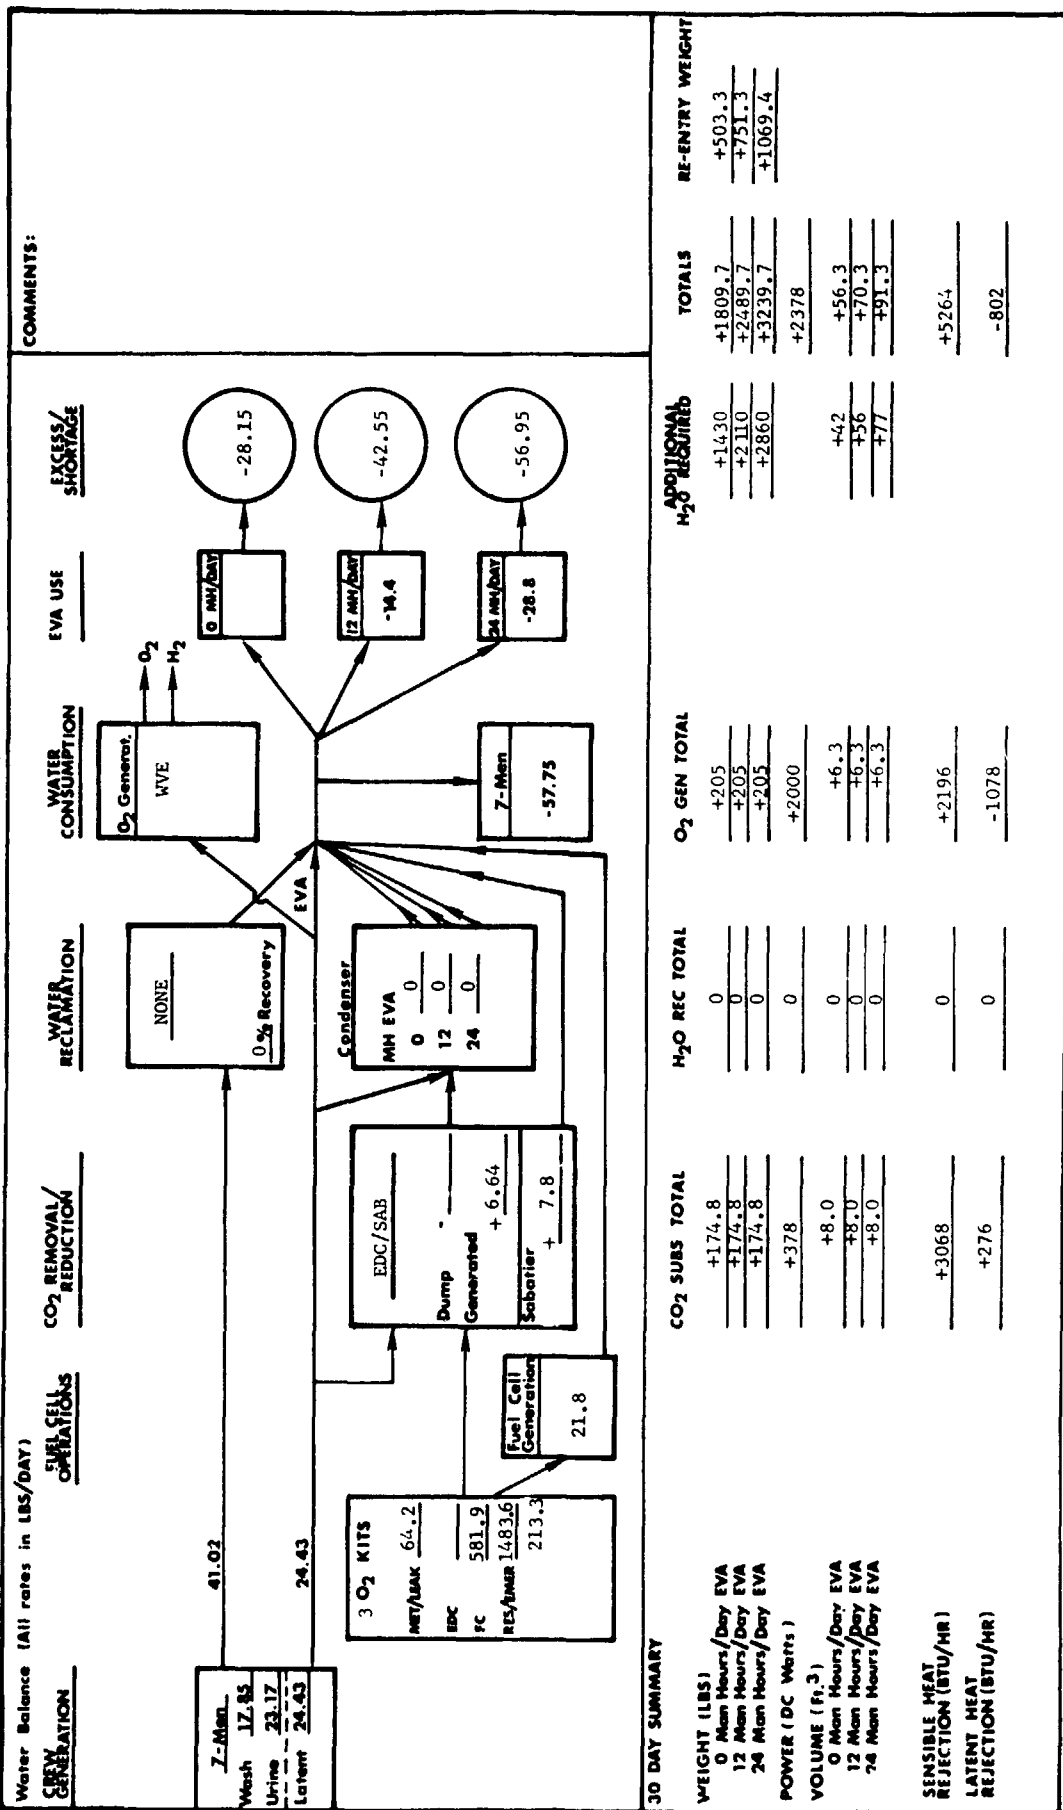 Water Balance (All rates in LBS/DAY)
CREW GENERATION
FUEL CELL OPERATIONS
CO2 REMOVAL/ REDUCTION
WATER RECLAMATION
WATER CONSUMPTION
EVA USE
EXCESS/ SHORTAGE
COMMENTS:
7-Men
Wash 17.85
Urine 23.17
Latent 24.43
41.02
24.43
3 O2 KITS
MET/LEAK 64.2
EDC 581.9
FC 1483.6
RES/EMER 213.3
Fuel Cell Generation
21.8
EDC/SAB
Dump -
Generated + 6.64
Sabatier
+ 7.8
NONE
0 % Recovery
Condenser
MH EVA
0 0
12 0
24 0
EVA
O2 Generat.
WVE
O2
H2
7-Men
-57.75
0 MH/DAY
12 MH/DAY
-14.4
24 MH/DAY
-28.8
-28.15
-42.55
-56.95
30 DAY SUMMARY
CO2 SUBS TOTAL
H2O REC TOTAL
O2 GEN TOTAL
ADDITIONAL H2O REQUIRED
TOTALS
RE-ENTRY WEIGHT
WEIGHT (LBS)
0 Man Hours/Day EVA +174.8 0 +205 +1430 +1809.7 +503.3
12 Man Hours/Day EVA +174.8 0 +205 +2110 +2489.7 +751.3
24 Man Hours/Day EVA +174.8 0 +205 +2860 +3239.7 +1069.4
POWER (DC Watts) +378 0 +2000 +2378
VOLUME (Ft.3)
0 Man Hours/Day EVA +8.0 0 +6.3 +42 +56.3
12 Man Hours/Day EVA +8.0 0 +6.3 +56 +70.3
24 Man Hours/Day EVA +8.0 0 +6.3 +77 +91.3
SENSIBLE HEAT
REJECTION (BTU/HR) +3068 0 +2196 +5264
LATENT HEAT
REJECTION (BTU/HR) +276 0 -1078 -802